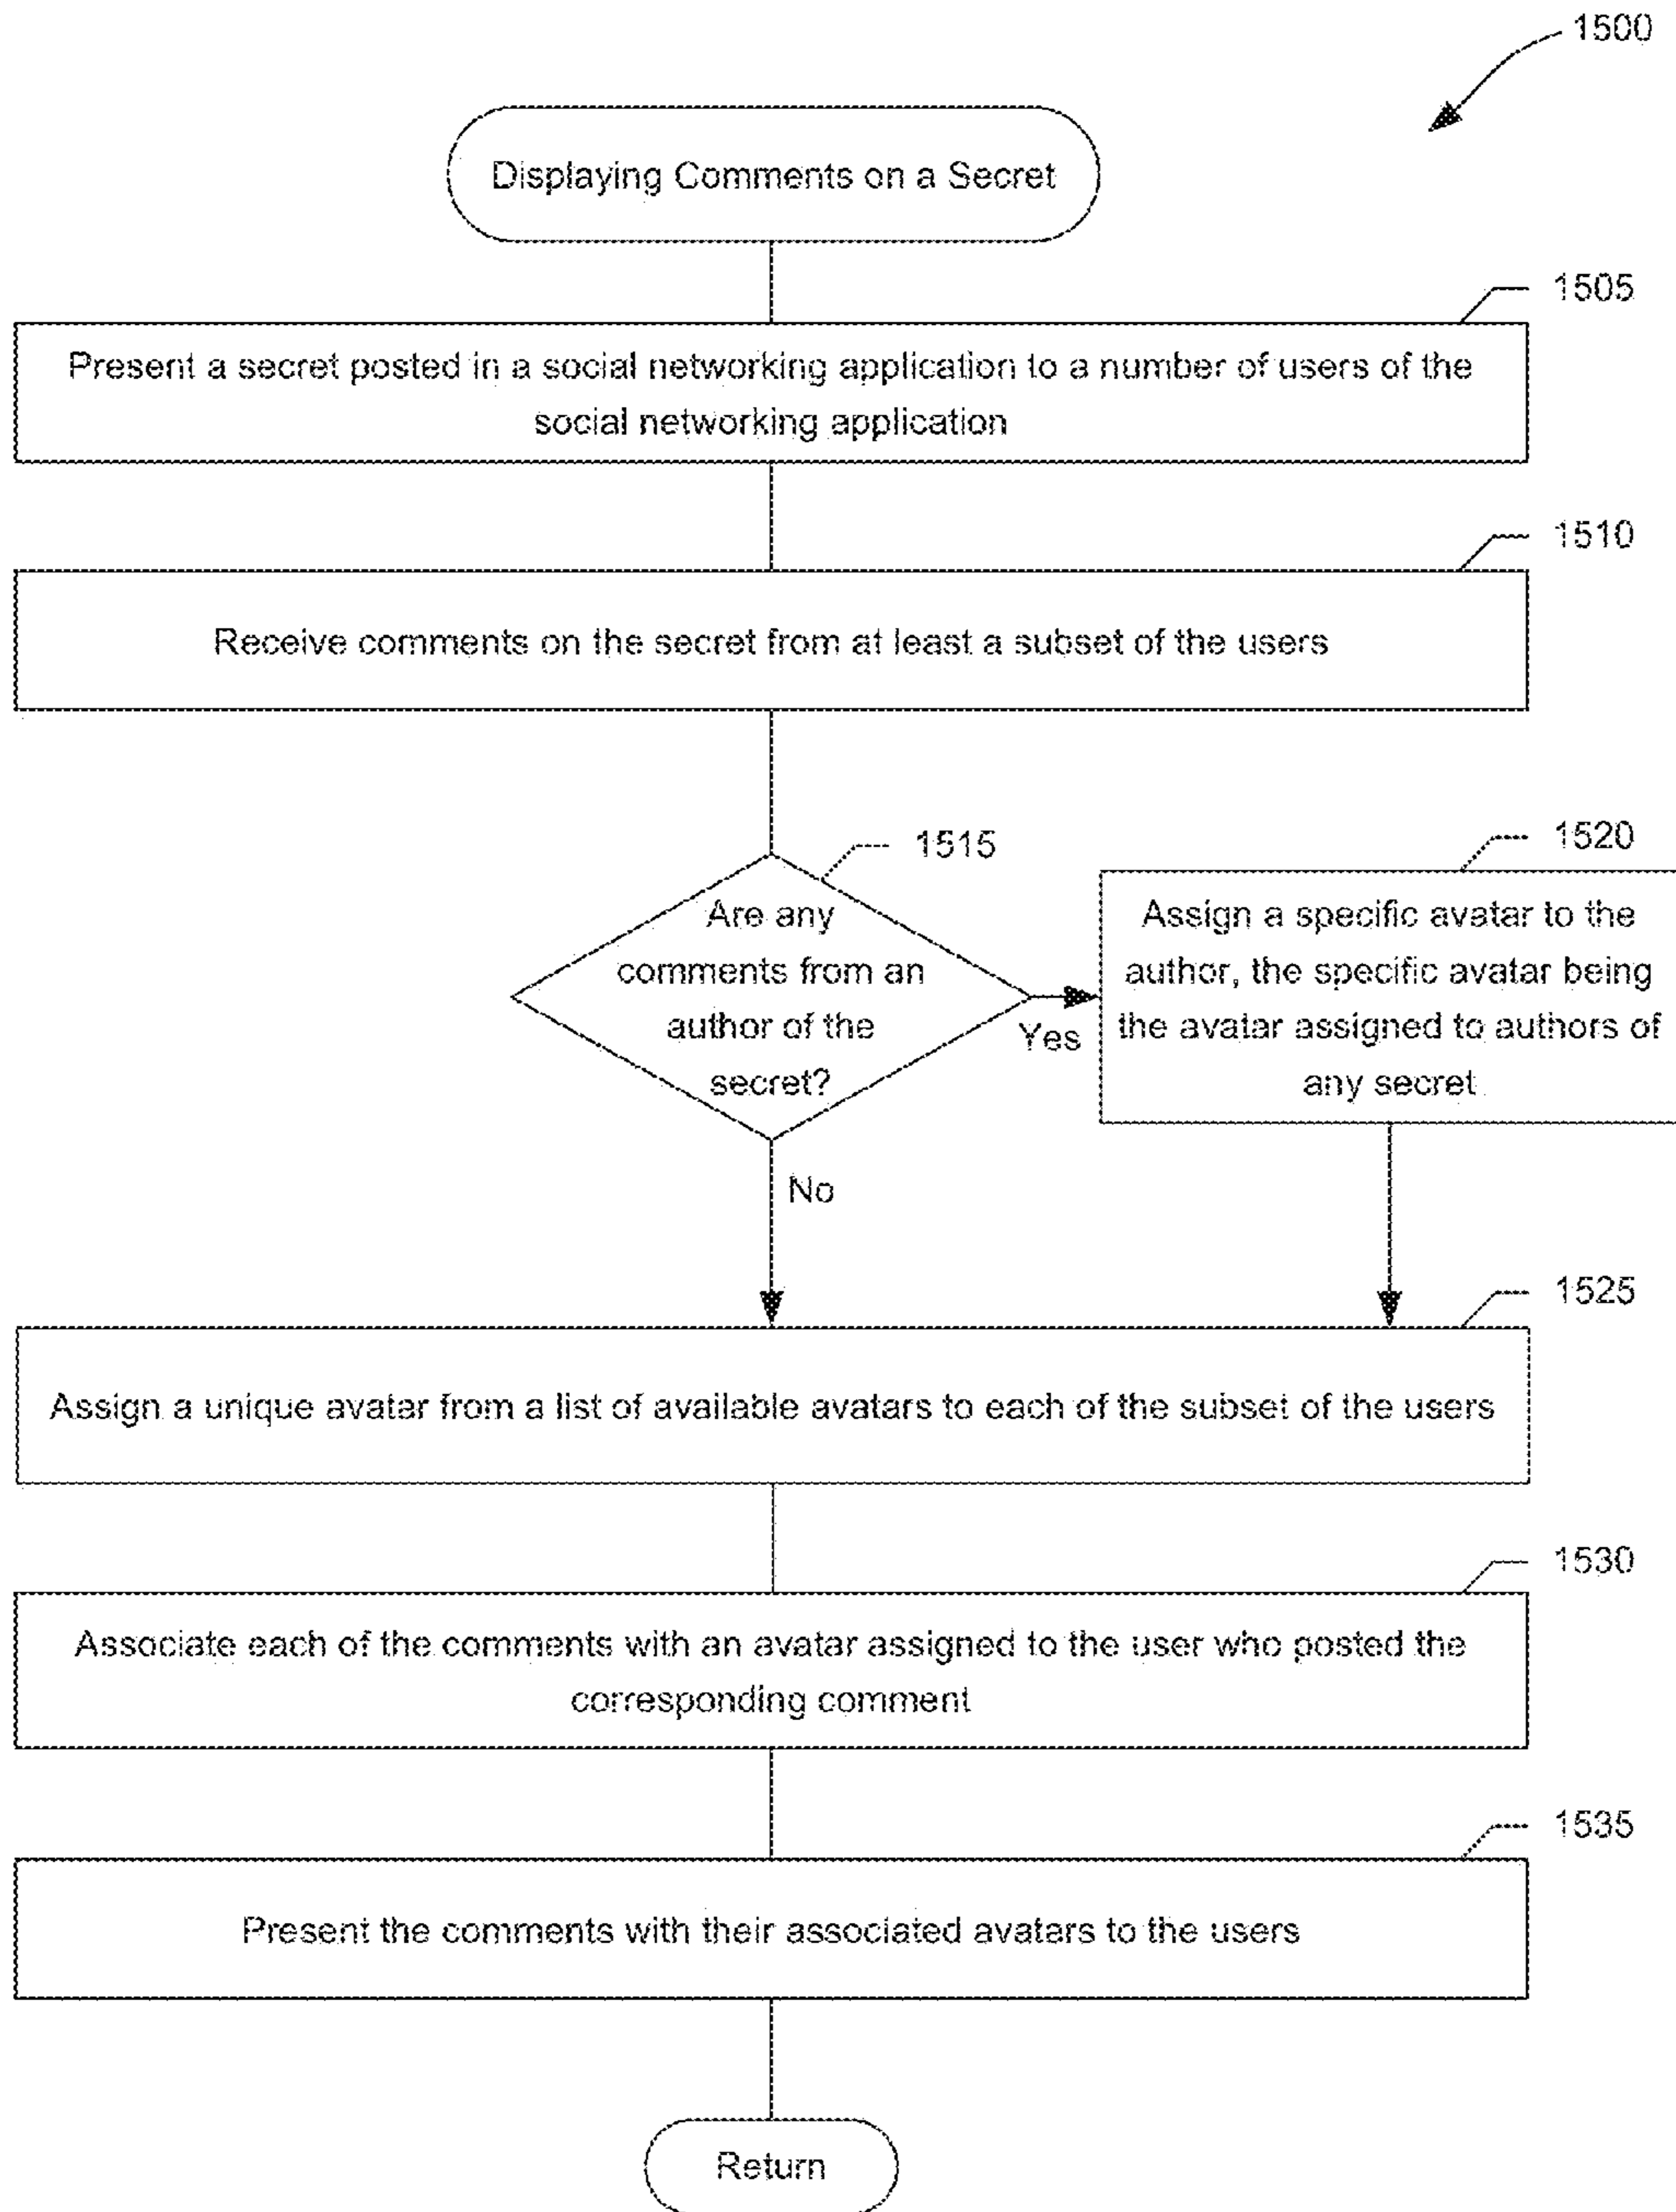 1500
Displaying Comments on a Secret
1505
Present a secret posted in a social networking application to a number of users of the
social networking application
1510
Receive comments on the secret from at least a subset of the users
1515
Are any
comments from an
author of the
secret?
Yes
1520
Assign a specific avatar to the
author, the specific avatar being
the avatar assigned to authors of
any secret
No
1525
Assign a unique avatar from a list of available avatars to each of the subset of the users
1530
Associate each of the comments with an avatar assigned to the user who posted the
corresponding comment
1535
Present the comments with their associated avatars to the users
Return